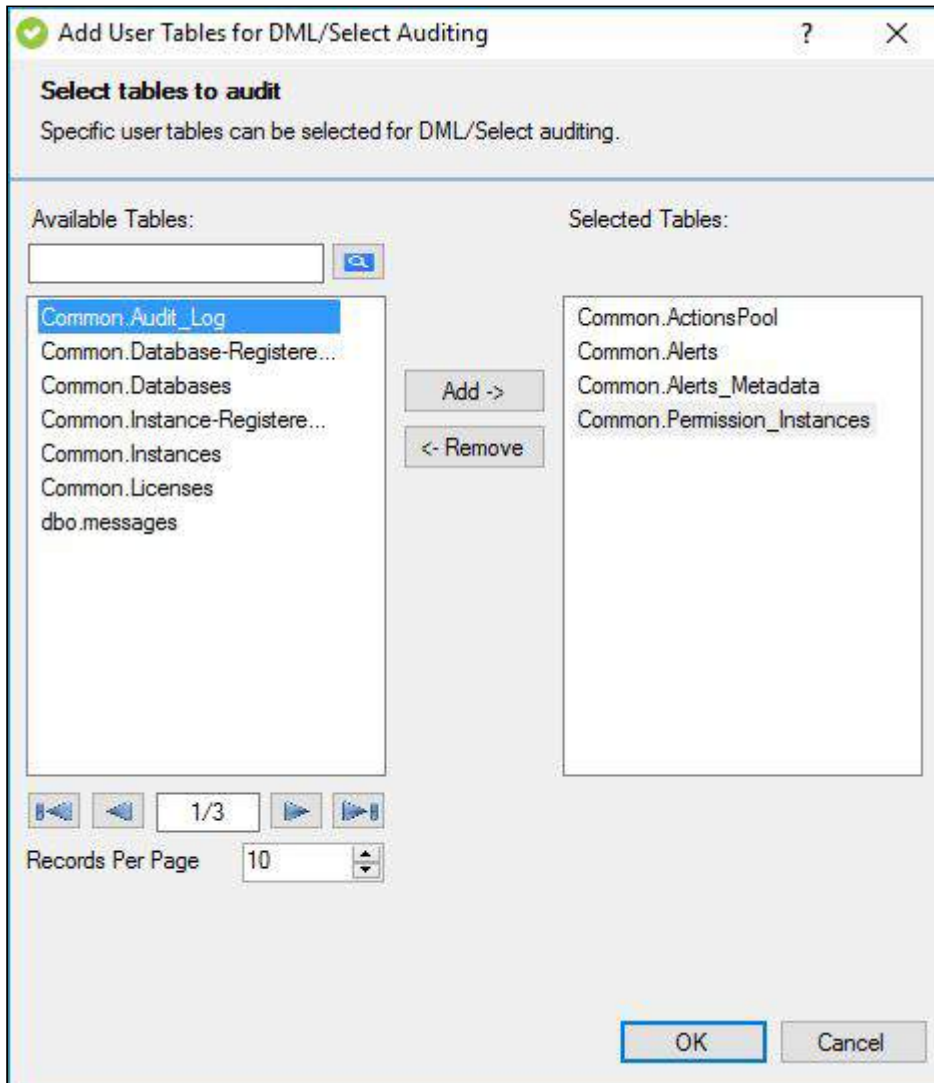 Add User Tables for DML/Select Auditing ?
Select tables to audit
Specific user tables can be selected for DML/Select auditing.
Available Tables:
Selected Tables:
Common.Audit_Log
Common.Database-Registere...
Common.Databases
Common.Instance-Registere...
Common.Instances
Common.Licenses
dbo.messages
Add ->
<- Remove
Common.ActionsPool
Common.Alerts
Common.Alerts_Metadata
Common.Permission_Instances
1/3
Records Per Page 10
OK Cancel